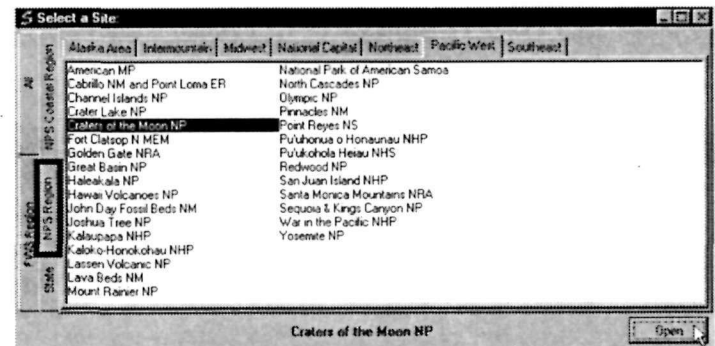 Select a Site:
Alaska Area
Intermountain
Midwest
National Capital
Northeast
Pacific West
Southeast
All
NPS Coastal Region
FWS Region
NPS Region
State
American MP
Cabrillo NM and Point Loma ER
Channel Islands NP
Crater Lake NP
Craters of the Moon NP
Fort Clatsop N MEM
Golden Gate NRA
Great Basin NP
Haleakala NP
Hawaii Volcanoes NP
John Day Fossil Beds NM
Joshua Tree NP
Kalaupapa NHP
Kaloko-Honokohau NHP
Lassen Volcanic NP
Lava Beds NM
Mount Rainier NP
National Park of American Samoa
North Cascades NP
Olympic NP
Pinnacles NM
Point Reyes NS
Pu'uhonua o Honaunau NHP
Pu'ukohola Heiau NHS
Redwood NP
San Juan Island NHP
Santa Monica Mountains NRA
Sequoia & Kings Canyon NP
War in the Pacific NHP
Yosemite NP
Craters of the Moon NP
Open